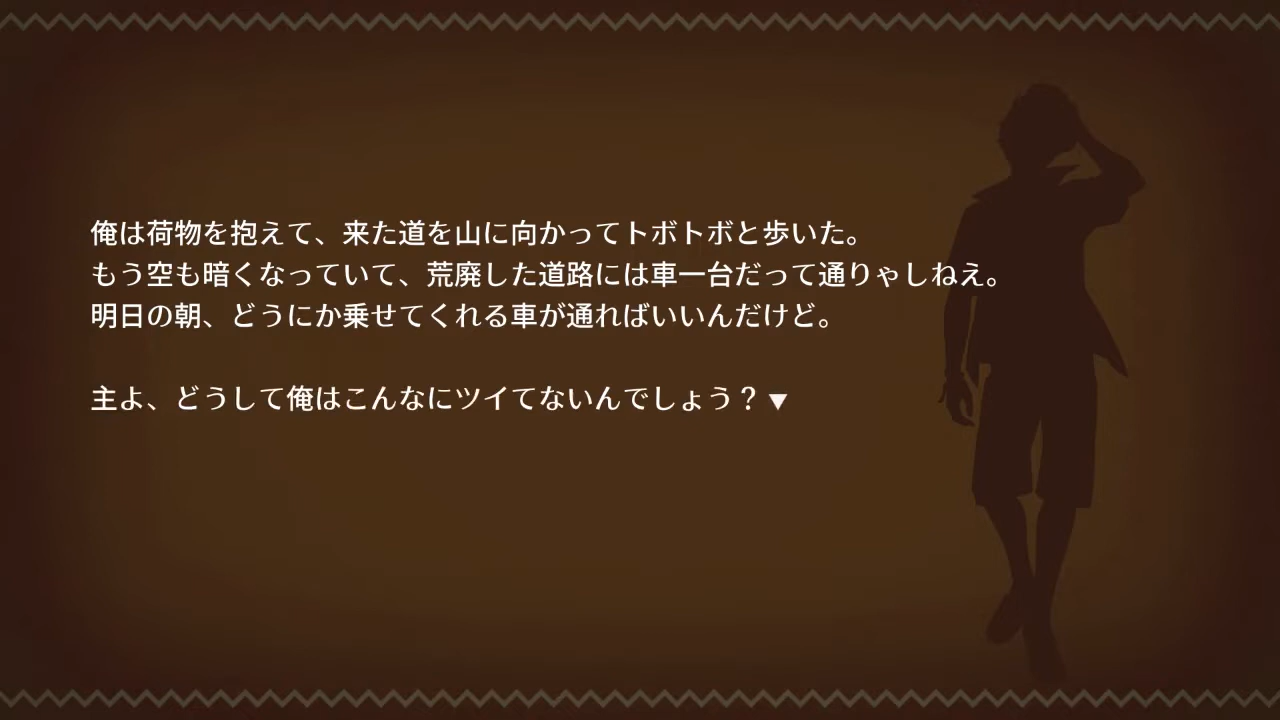 俺は荷物を抱えて、来た道を山に向かってトボトボと歩いた。
もう空も暗くなっていて、荒廃した道路には車一台だって通りゃしねえ。
明日の朝、どうにか乗せてくれる車が通ればいいんだけど。
主よ、どうして俺はこんなにツイてないんでしょう？▼